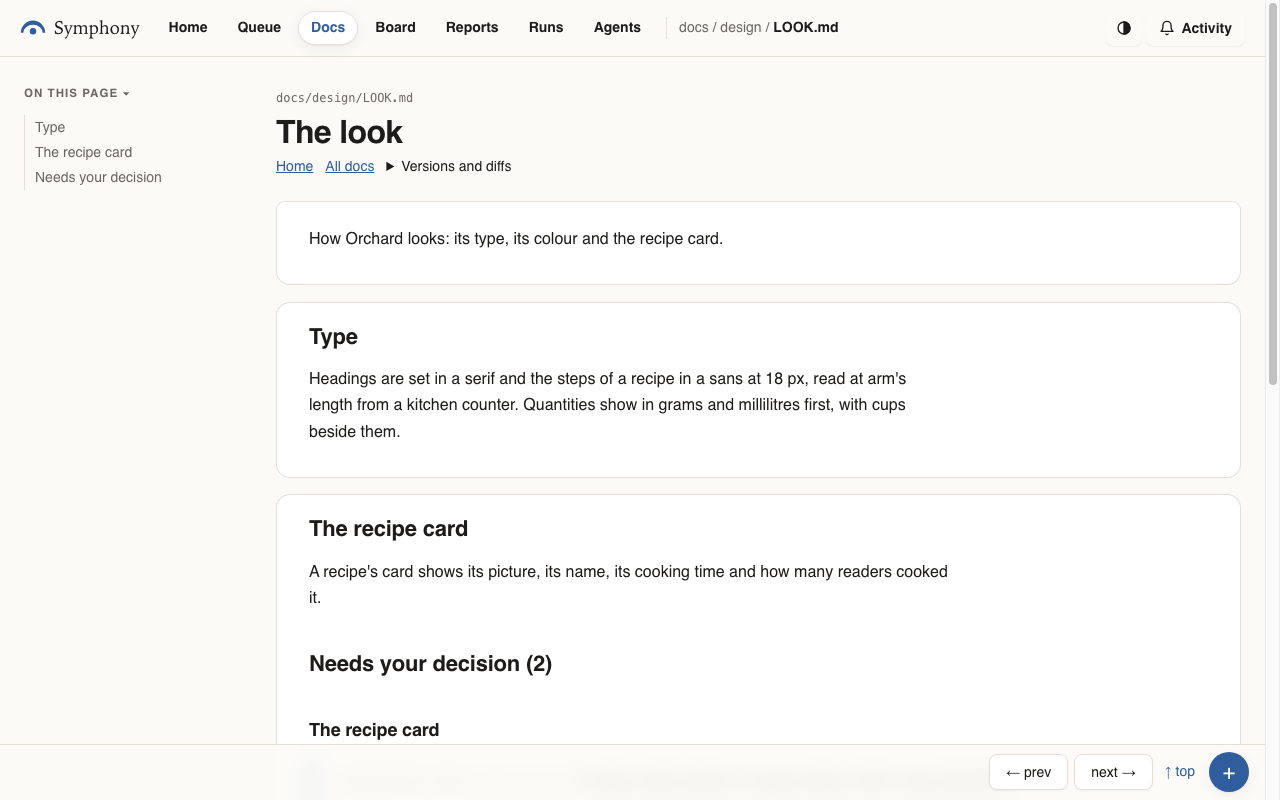 Symphony
Home Queue Docs Board Reports Runs Agents docs / design / LOOK.md Activity
ON THIS PAGE
Type
The recipe card
Needs your decision
docs/design/LOOK.md
The look
Home All docs ▶ Versions and diffs
How Orchard looks: its type, its colour and the recipe card.
Type
Headings are set in a serif and the steps of a recipe in a sans at 18 px, read at arm's
length from a kitchen counter. Quantities show in grams and millilitres first, with cups
beside them.
The recipe card
A recipe's card shows its picture, its name, its cooking time and how many readers cooked
it.
Needs your decision (2)
The recipe card
← prev next → ↑ top +